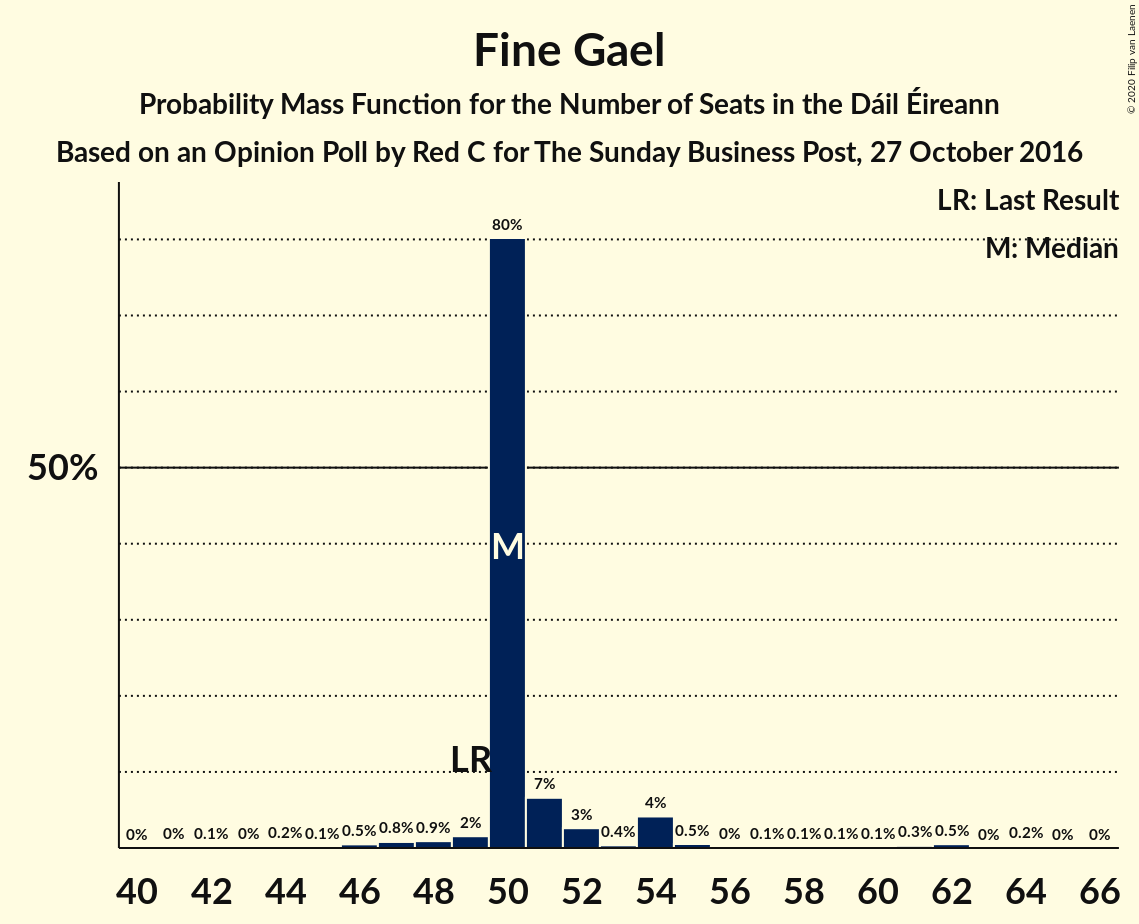 Fine Gael
Probability Mass Function for the Number of Seats in the Dáil Éireann
Based on an Opinion Poll by Red C for The Sunday Business Post, 27 October 2016
© 2020 Filip van Laenen
LR: Last Result
M: Median
80%
50%
M
LR
0% 0% 0.1% 0% 0.2% 0.1% 0.5% 0.8% 0.9% 2% 7% 3% 0.4% 4% 0.5% 0% 0.1% 0.1% 0.1% 0.1% 0.3% 0.5% 0% 0.2% 0% 0%
40 42 44 46 48 50 52 54 56 58 60 62 64 66